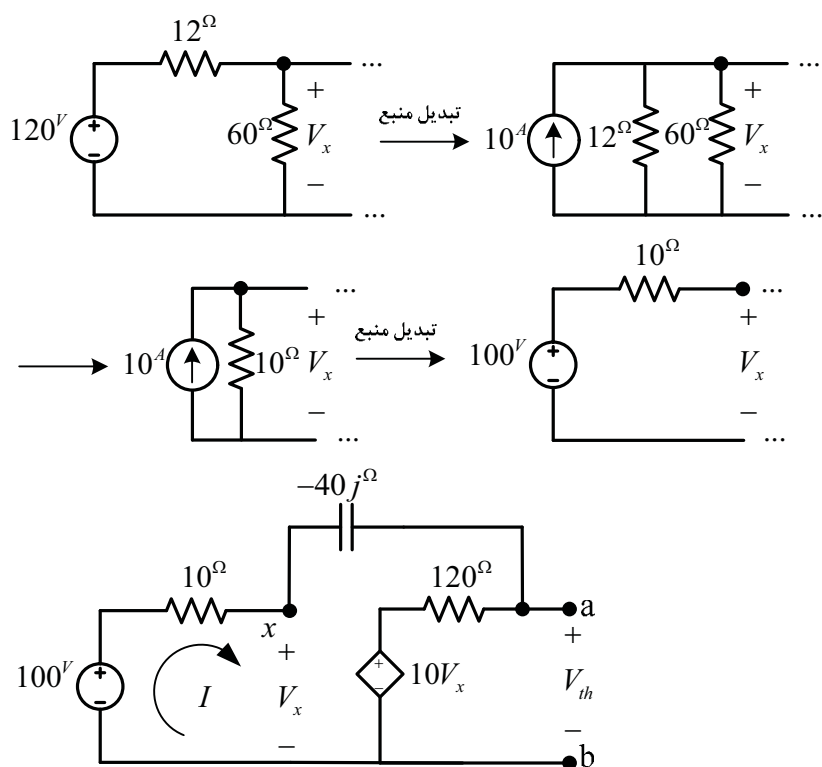 12Ω
120V
60Ω
+
Vx
−
...
...
تبدیل منبع
10A
12Ω
60Ω
+
Vx
−
...
...
10A
10Ω
+
Vx
−
...
...
تبدیل منبع
10Ω
100V
+
Vx
−
...
...
−40jΩ
10Ω
120Ω
x
a
100V
I
+
Vx
−
10Vx
+
Vth
−
b